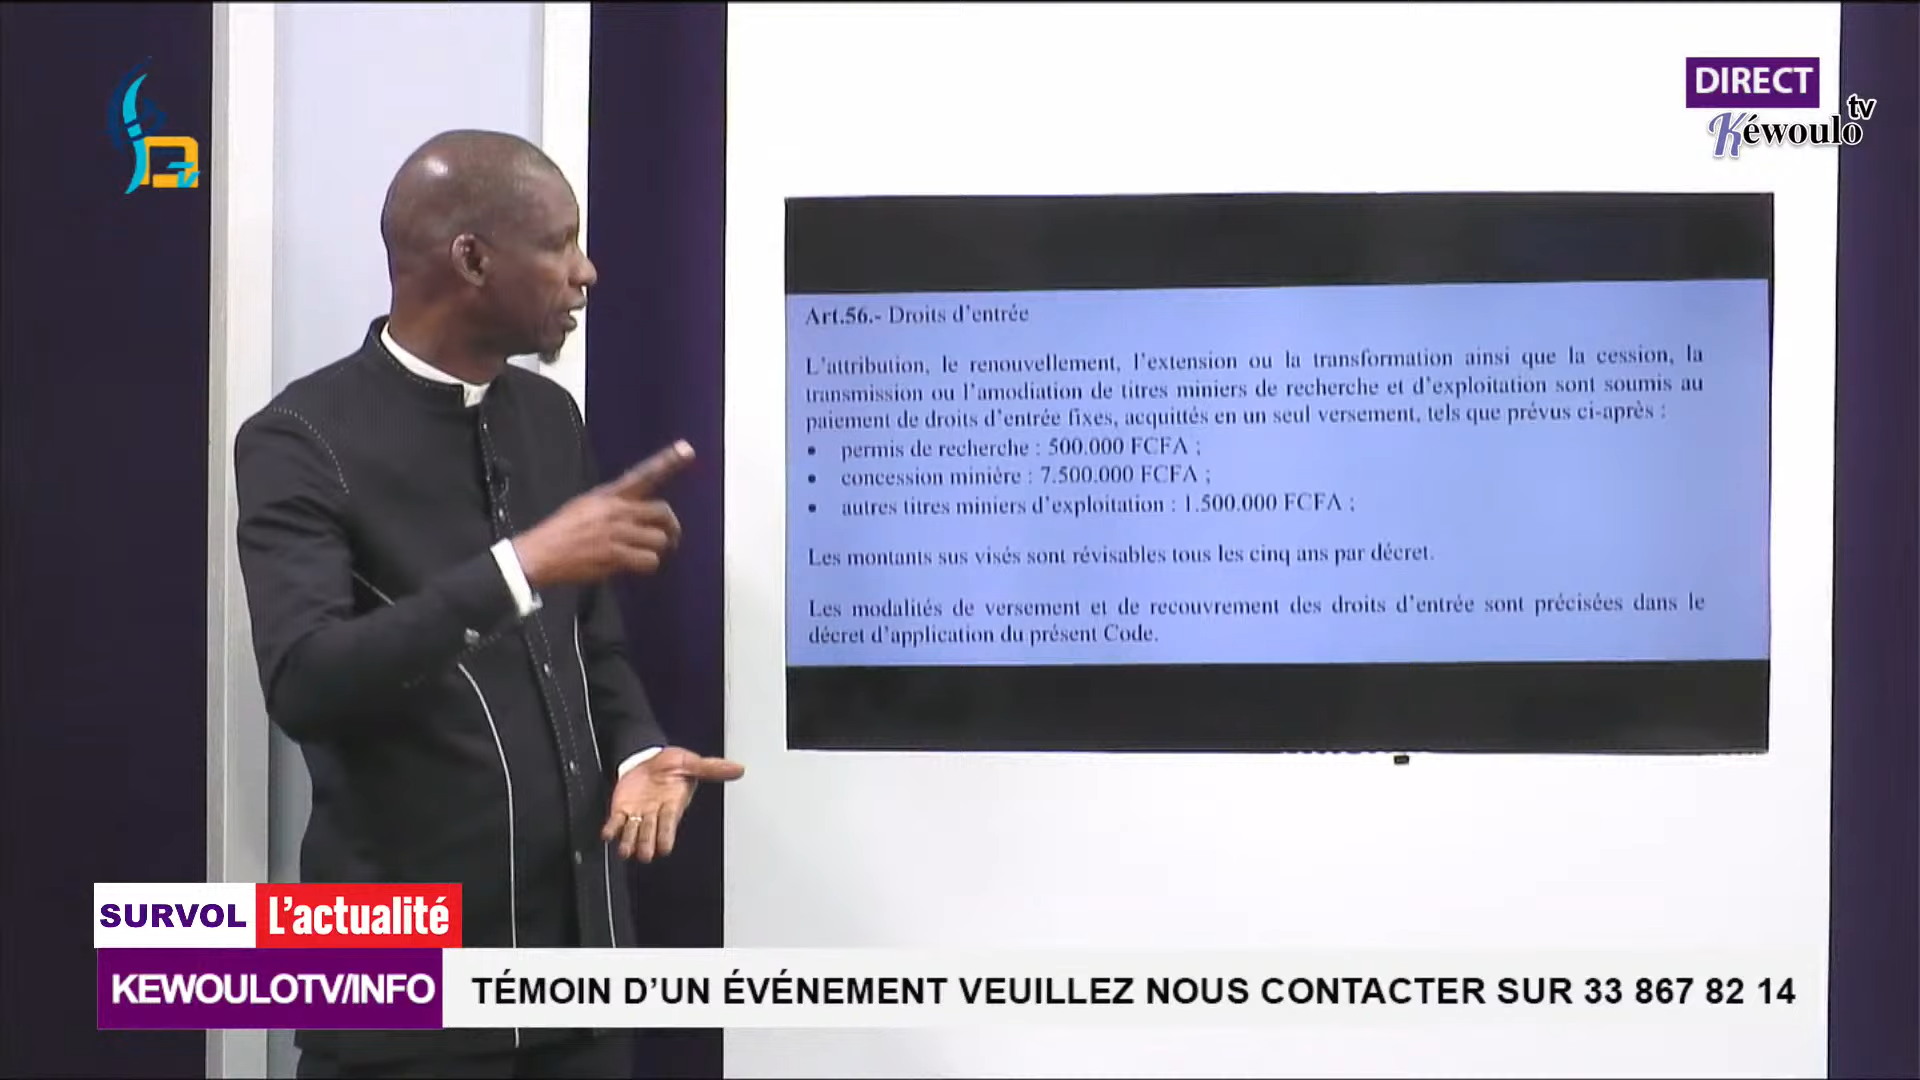 DIRECT
Kéwoulo tv
Art.56.- Droits d'entrée
L'attribution, le renouvellement, l'extension ou la transformation ainsi que la cession, la
transmission ou l'amodiation de titres miniers de recherche et d'exploitation sont soumis au
paiement de droits d'entrée fixes, acquittés en un seul versement, tels que prévus ci-après :
• permis de recherche : 500.000 FCFA ;
• concession minière : 7.500.000 FCFA ;
• autres titres miniers d'exploitation : 1.500.000 FCFA ;
Les montants sus visés sont révisables tous les cinq ans par décret.
Les modalités de versement et de recouvrement des droits d'entrée sont précisées dans le
décret d'application du présent Code.
SURVOL L'actualité
KEWOULOTV/INFO TÉMOIN D'UN ÉVÉNEMENT VEUILLEZ NOUS CONTACTER SUR 33 867 82 14